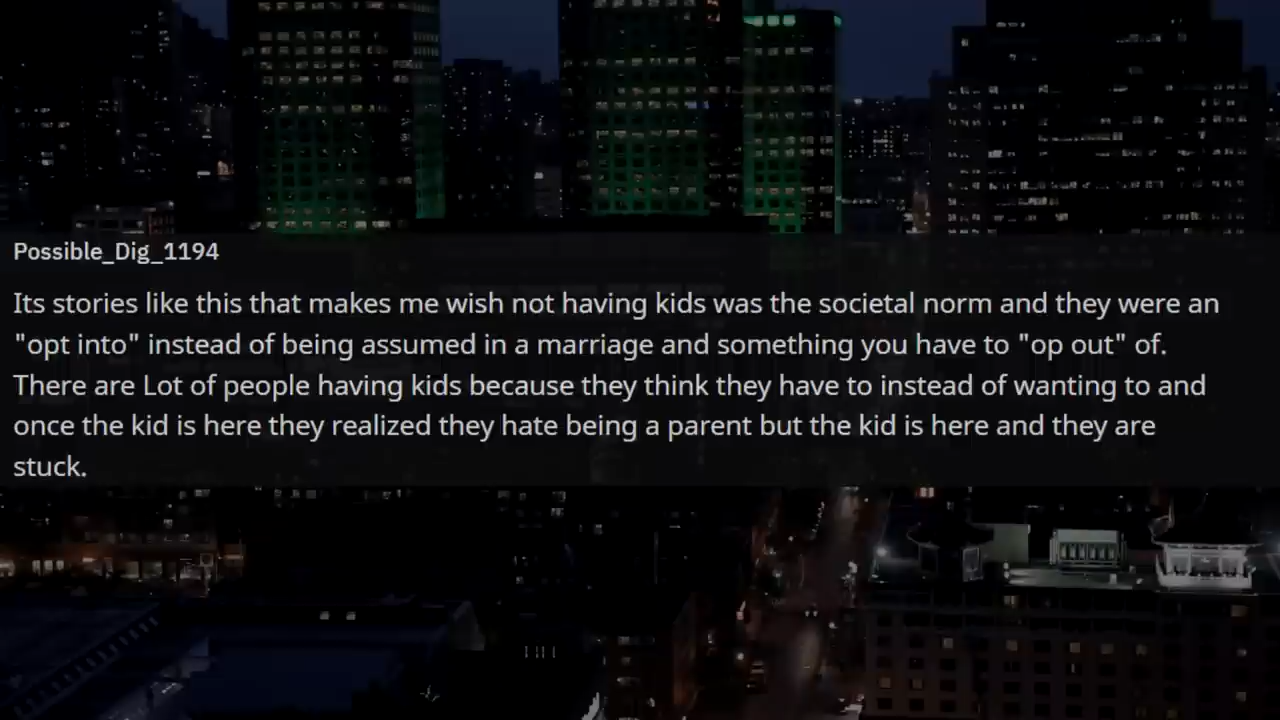 Possible_Dig_1194
Its stories like this that makes me wish not having kids was the societal norm and they were an
"opt into" instead of being assumed in a marriage and something you have to "op out" of.
There are Lot of people having kids because they think they have to instead of wanting to and
once the kid is here they realized they hate being a parent but the kid is here and they are
stuck.